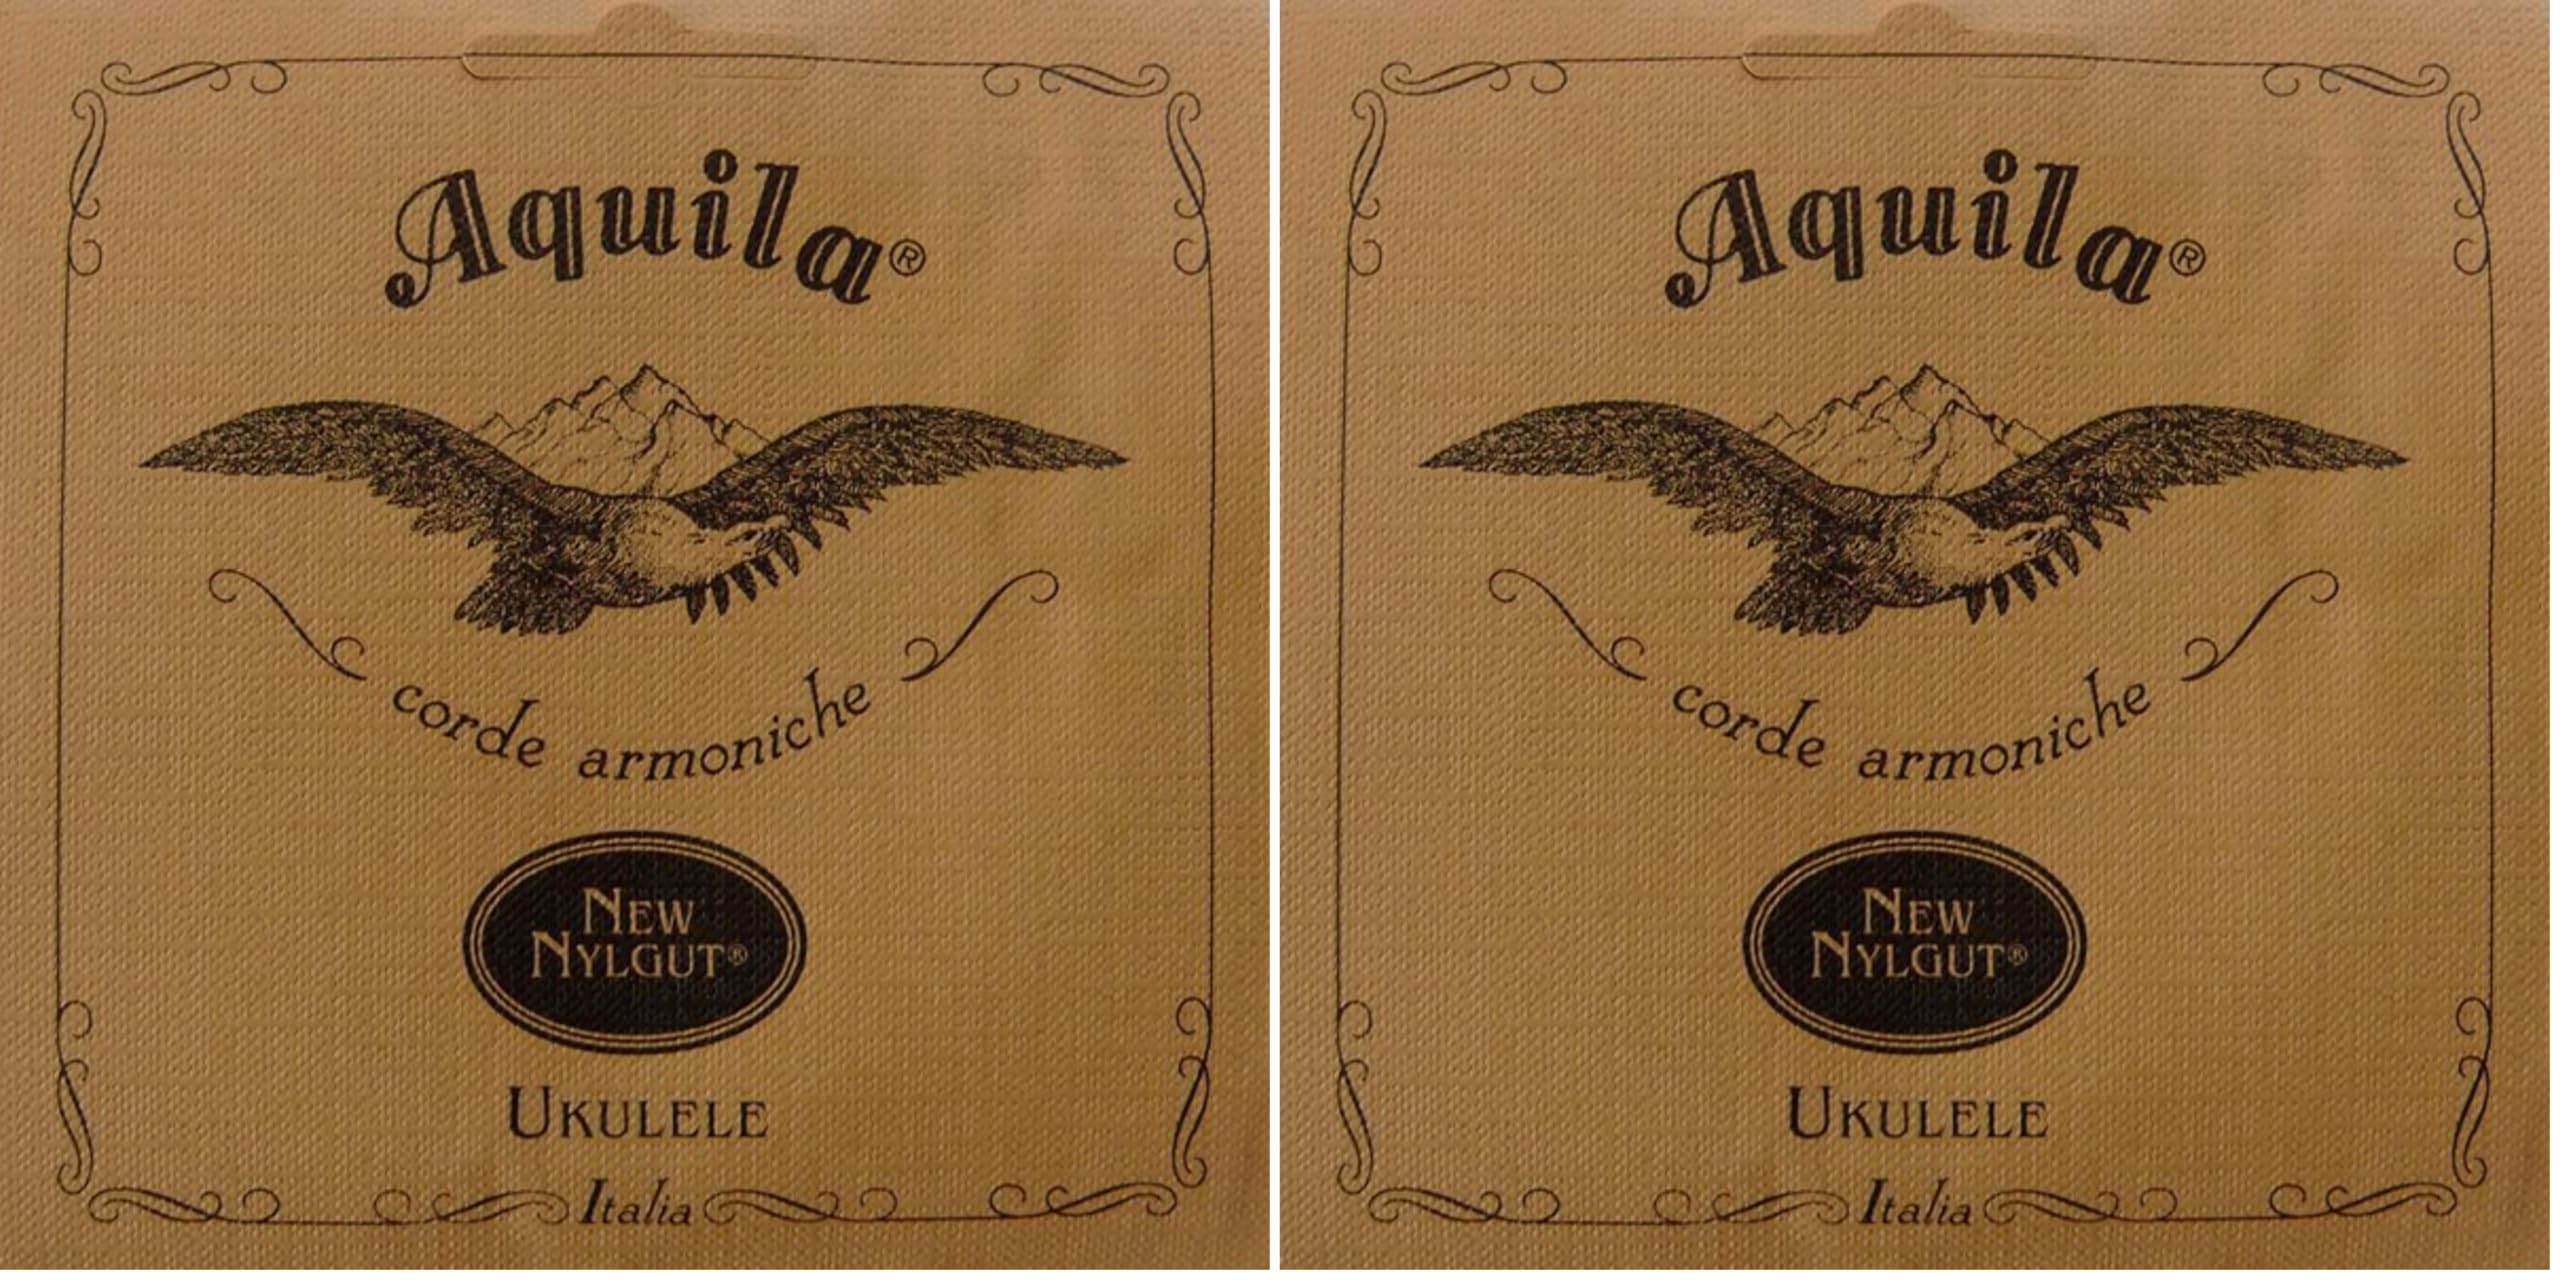 Aquila®
corde armoniche
NEW
NYLGUT®
UKULELE
Italia
Aquila®
corde armoniche
NEW
NYLGUT®
UKULELE
Italia